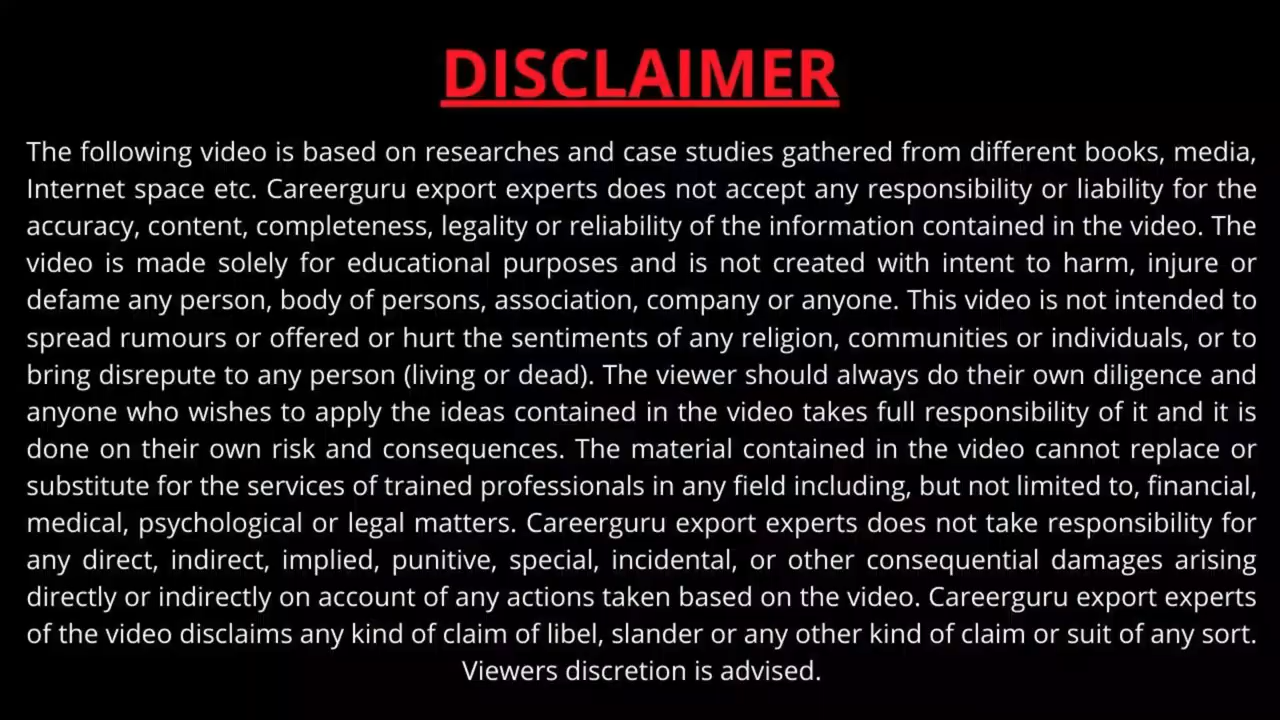 DISCLAIMER
The following video is based on researches and case studies gathered from different books, media,
Internet space etc. Careerguru export experts does not accept any responsibility or liability for the
accuracy, content, completeness, legality or reliability of the information contained in the video. The
video is made solely for educational purposes and is not created with intent to harm, injure or
defame any person, body of persons, association, company or anyone. This video is not intended to
spread rumours or offered or hurt the sentiments of any religion, communities or individuals, or to
bring disrepute to any person (living or dead). The viewer should always do their own diligence and
anyone who wishes to apply the ideas contained in the video takes full responsibility of it and it is
done on their own risk and consequences. The material contained in the video cannot replace or
substitute for the services of trained professionals in any field including, but not limited to, financial,
medical, psychological or legal matters. Careerguru export experts does not take responsibility for
any direct, indirect, implied, punitive, special, incidental, or other consequential damages arising
directly or indirectly on account of any actions taken based on the video. Careerguru export experts
of the video disclaims any kind of claim of libel, slander or any other kind of claim or suit of any sort.
Viewers discretion is advised.